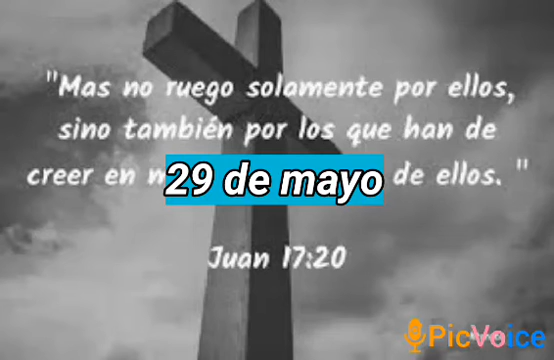 "Mas no ruego solamente por ellos,
sino también por los que han de
creer en de ellos. "
29 de mayo
Juan 17:20
PicVoice